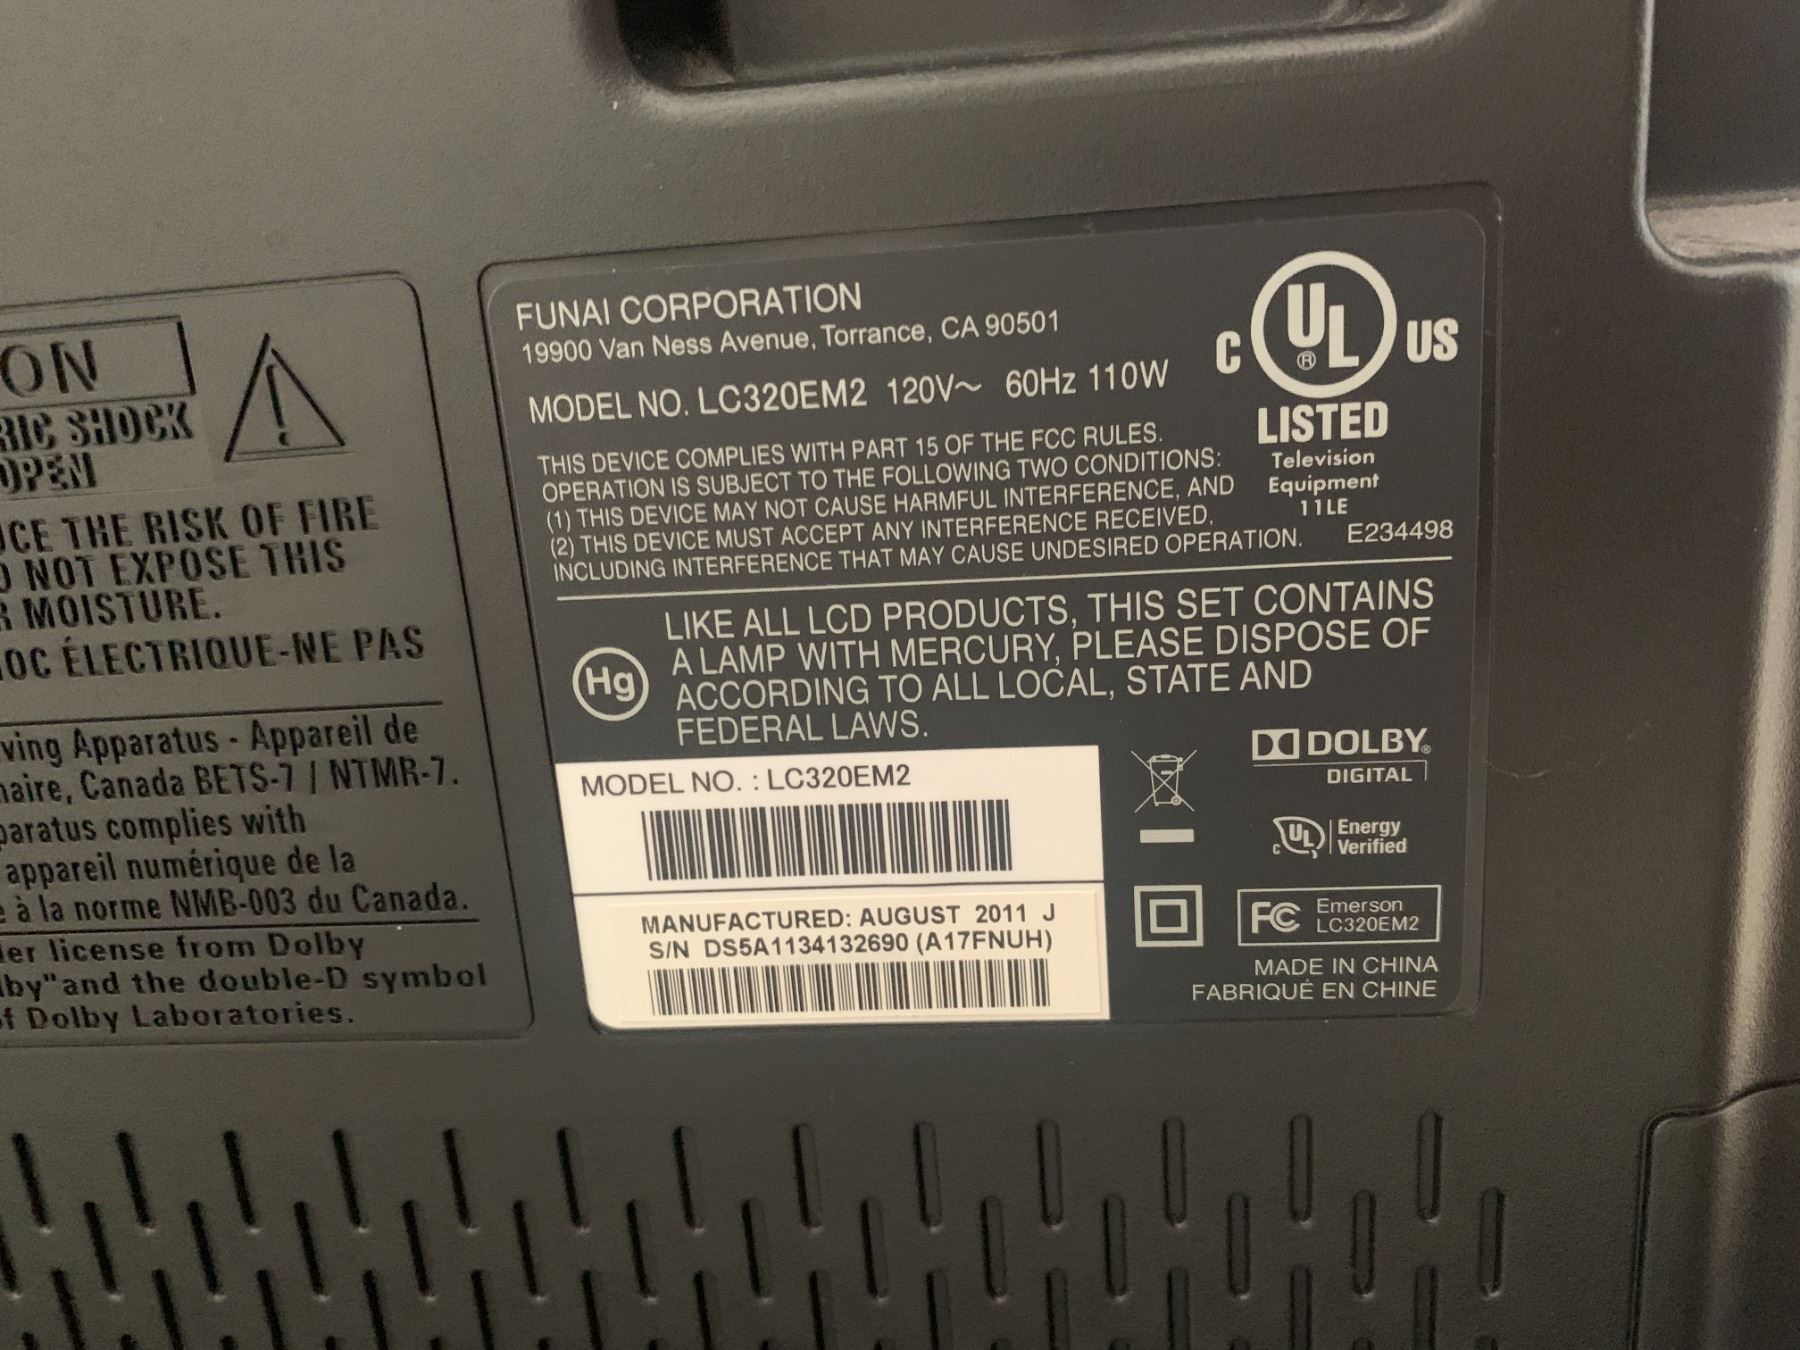 ON
RIC SHOCK
OPEN
UCE THE RISK OF FIRE
NOT EXPOSE THIS
R MOISTURE.
OC ÉLECTRIQUE-NE PAS
ving Apparatus - Appareil de
naire, Canada BETS-7 / NTMR-7.
paratus complies with
appareil numérique de la
e à la norme NMB-003 du Canada.
er license from Dolby
lby"and the double-D symbol
of Dolby Laboratories.
FUNAI CORPORATION
19900 Van Ness Avenue, Torrance, CA 90501
MODEL NO. LC320EM2 120V~ 60Hz 110W
THIS DEVICE COMPLIES WITH PART 15 OF THE FCC RULES.
OPERATION IS SUBJECT TO THE FOLLOWING TWO CONDITIONS:
(1) THIS DEVICE MAY NOT CAUSE HARMFUL INTERFERENCE, AND
(2) THIS DEVICE MUST ACCEPT ANY INTERFERENCE RECEIVED,
INCLUDING INTERFERENCE THAT MAY CAUSE UNDESIRED OPERATION.
C UL ® US
LISTED
Television
Equipment
11LE
E234498
Hg
LIKE ALL LCD PRODUCTS, THIS SET CONTAINS
A LAMP WITH MERCURY, PLEASE DISPOSE OF
ACCORDING TO ALL LOCAL, STATE AND
FEDERAL LAWS.
MODEL NO. : LC320EM2
MANUFACTURED: AUGUST 2011 J
S/N DS5A1134132690 (A17FNUH)
DOLBY®
DIGITAL
c UL Energy
Verified
FC Emerson
LC320EM2
MADE IN CHINA
FABRIQUÉ EN CHINE